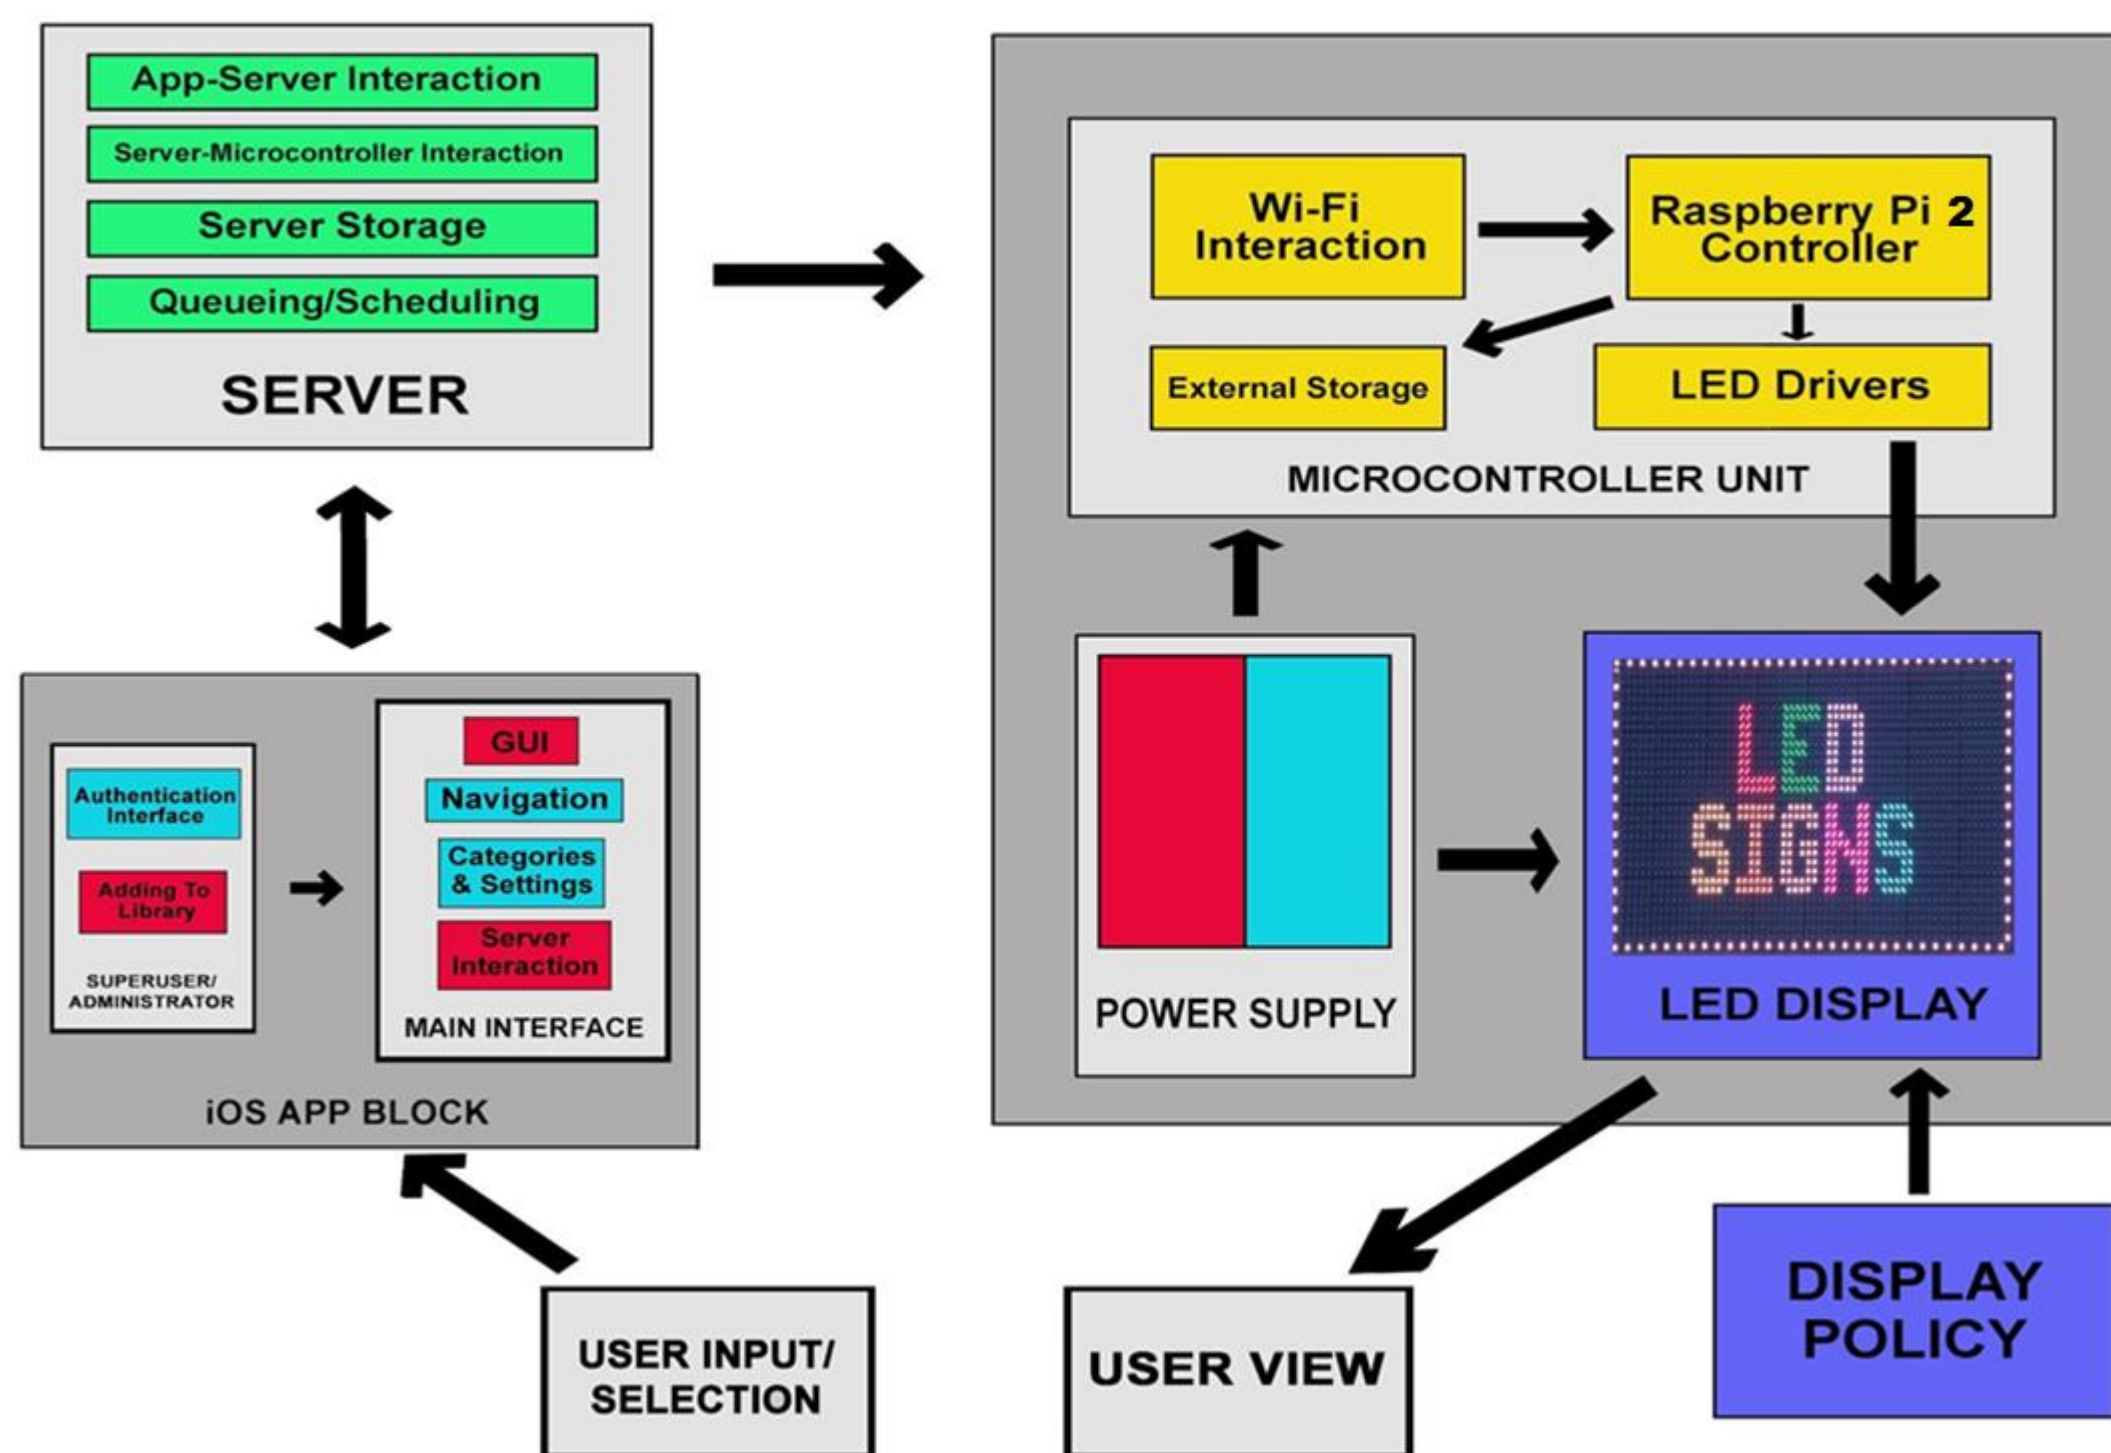 App-Server Interaction
Server-Microcontroller Interaction
Server Storage
Queueing/Scheduling
SERVER
Wi-Fi
Interaction
Raspberry Pi 2
Controller
External Storage
LED Drivers
MICROCONTROLLER UNIT
Authentication
Interface
Adding To
Library
SUPERUSER/
ADMINISTRATOR
GUI
Navigation
Categories
& Settings
Server
Interaction
MAIN INTERFACE
iOS APP BLOCK
POWER SUPPLY
LED
SIGNS
LED DISPLAY
USER INPUT/
SELECTION
USER VIEW
DISPLAY
POLICY